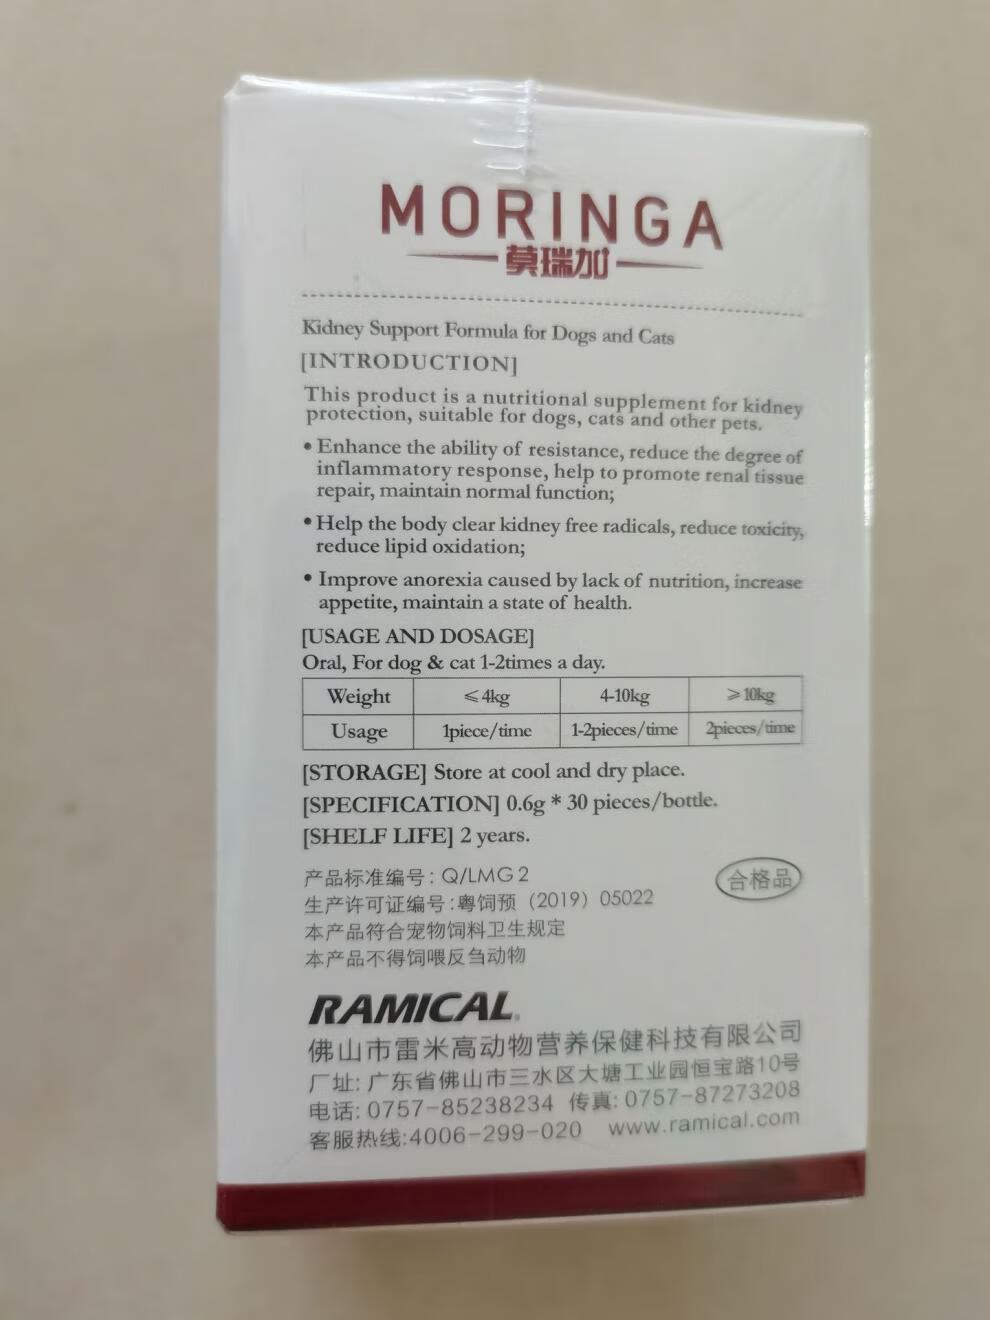 MORINGA
莫瑞加
Kidney Support Formula for Dogs and Cats
[INTRODUCTION]
This product is a nutritional supplement for kidney
protection, suitable for dogs, cats and other pets.
• Enhance the ability of resistance, reduce the degree of
inflammatory response, help to promote renal tissue
repair, maintain normal function;
• Help the body clear kidney free radicals, reduce toxicity,
reduce lipid oxidation;
• Improve anorexia caused by lack of nutrition, increase
appetite, maintain a state of health.
[USAGE AND DOSAGE]
Oral, For dog & cat 1-2times a day.
Weight ≤4kg 4-10kg ≥10kg
Usage 1piece/time 1-2pieces/time 2pieces/time
[STORAGE] Store at cool and dry place.
[SPECIFICATION] 0.6g * 30 pieces/bottle.
[SHELF LIFE] 2 years.
产品标准编号: Q/LMG 2
合格品
生产许可证编号:粤饲预（2019）05022
本产品符合宠物饲料卫生规定
本产品不得饲喂反刍动物
RAMICAL®
佛山市雷米高动物营养保健科技有限公司
厂址: 广东省佛山市三水区大塘工业园恒宝路10号
电话: 0757-85238234 传真: 0757-87273208
客服热线:4006-299-020 www.ramical.com